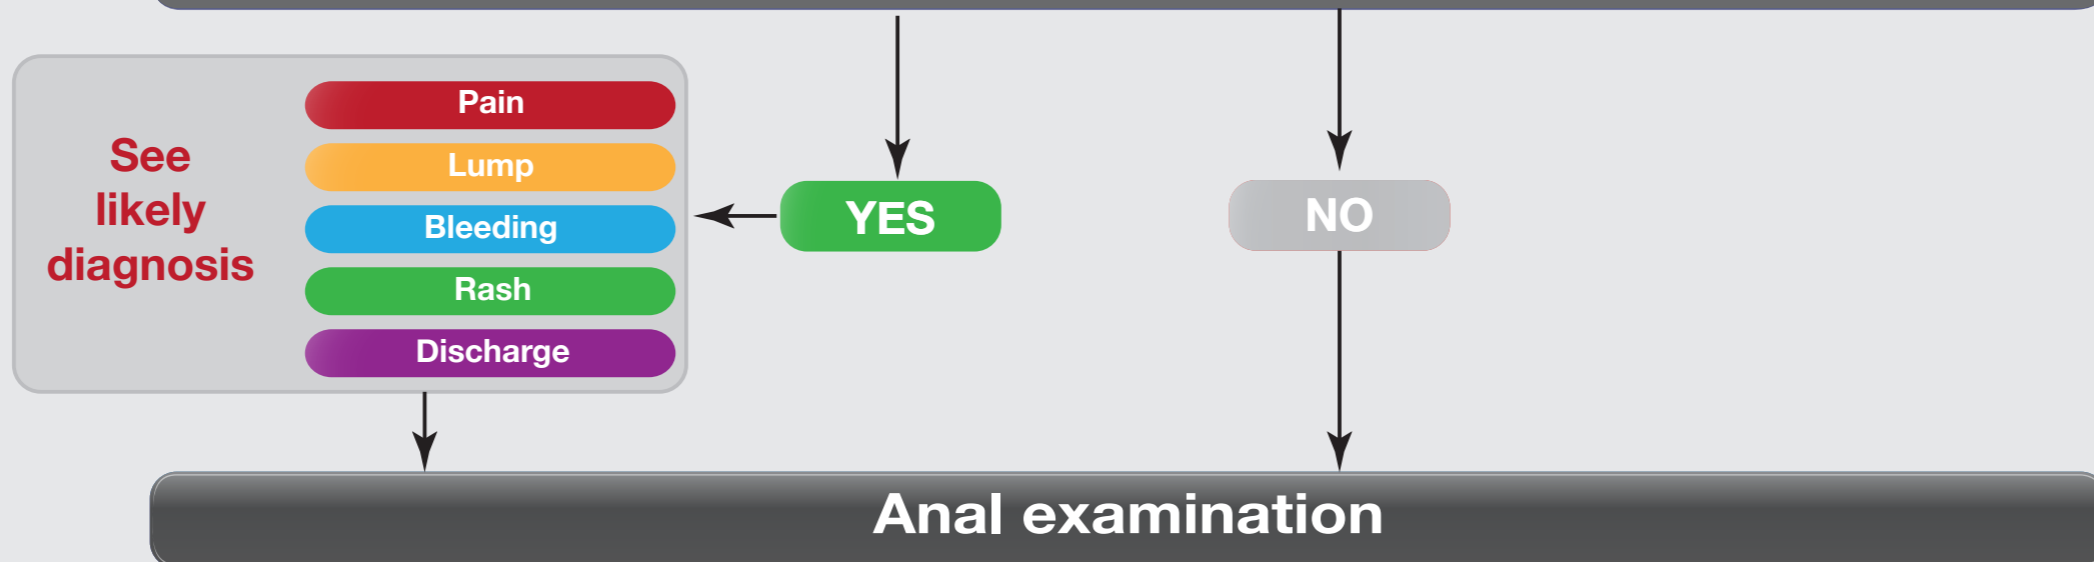 See
likely
diagnosis
Pain
Lump
Bleeding
Rash
Discharge
YES
NO
Anal examination